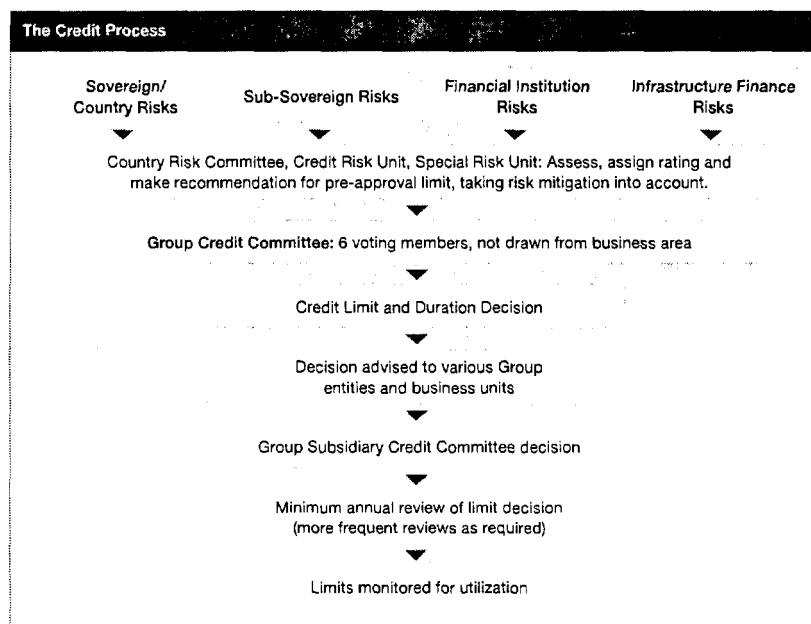 The Credit Process
Sovereign/
Country Risks
Sub-Sovereign Risks
Financial Institution
Risks
Infrastructure Finance
Risks
Country Risk Committee, Credit Risk Unit, Special Risk Unit: Assess, assign rating and
make recommendation for pre-approval limit, taking risk mitigation into account.
Group Credit Committee: 6 voting members, not drawn from business area
Credit Limit and Duration Decision
Decision advised to various Group
entities and business units
Group Subsidiary Credit Committee decision
Minimum annual review of limit decision
(more frequent reviews as required)
Limits monitored for utilization